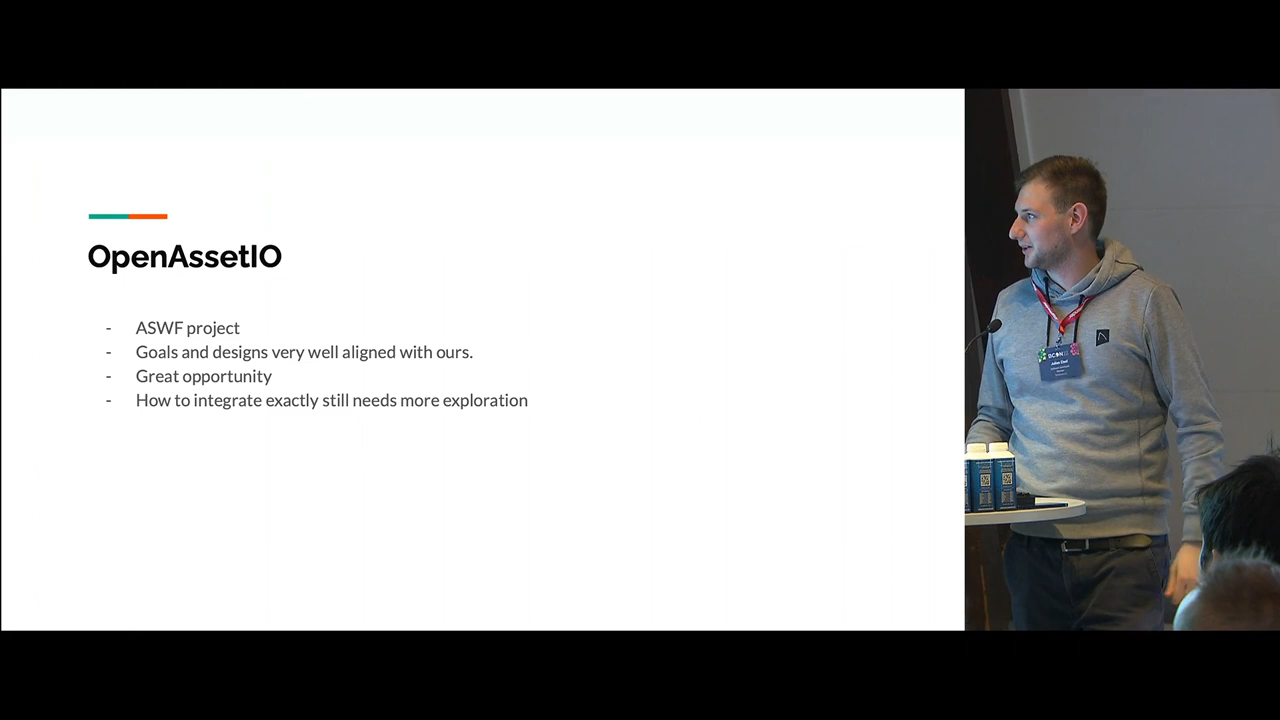 OpenAssetIO
- ASWF project
- Goals and designs very well aligned with ours.
- Great opportunity
- How to integrate exactly still needs more exploration